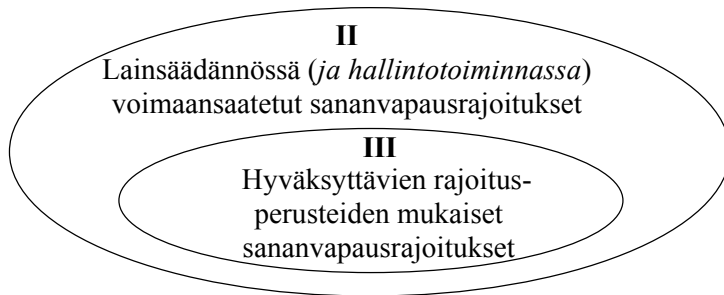 II
Lainsäädännössä (ja hallintotoiminnassa)
voimaansaatetut sananvapausrajoitukset
III
Hyväksyttävien rajoitus-
perusteiden mukaiset
sananvapausrajoitukset